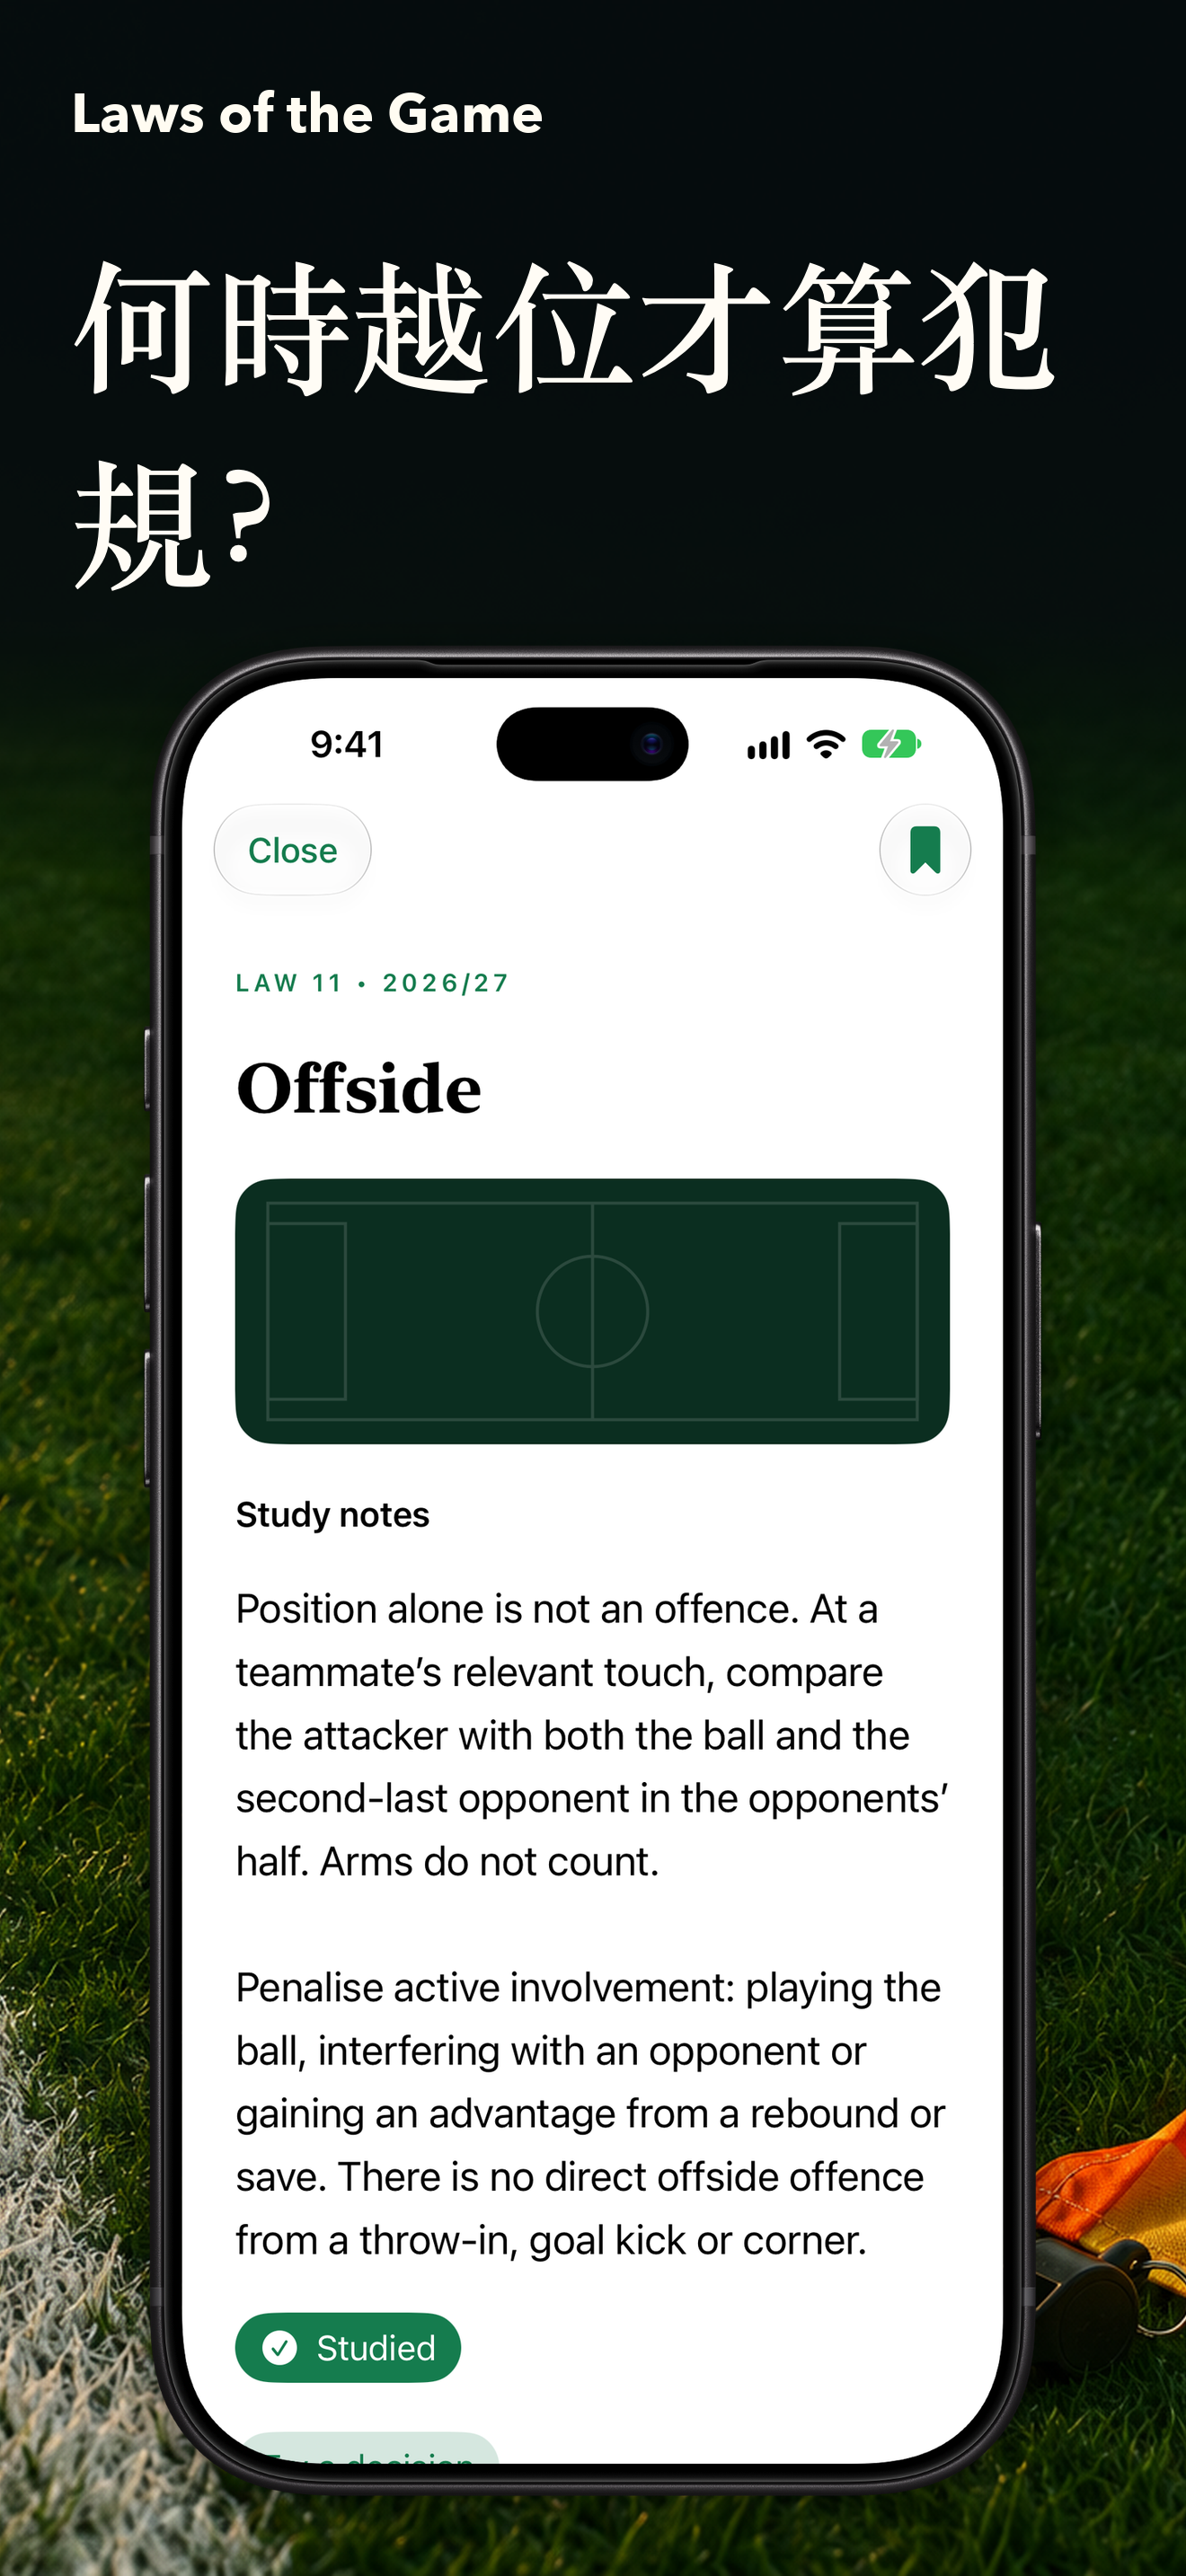 Laws of the Game
何時越位才算犯
規?
9:41
Close
LAW 11 • 2026/27
Offside
Study notes
Position alone is not an offence. At a
teammate’s relevant touch, compare
the attacker with both the ball and the
second-last opponent in the opponents’
half. Arms do not count.
Penalise active involvement: playing the
ball, interfering with an opponent or
gaining an advantage from a rebound or
save. There is no direct offside offence
from a throw-in, goal kick or corner.
Studied
a decision